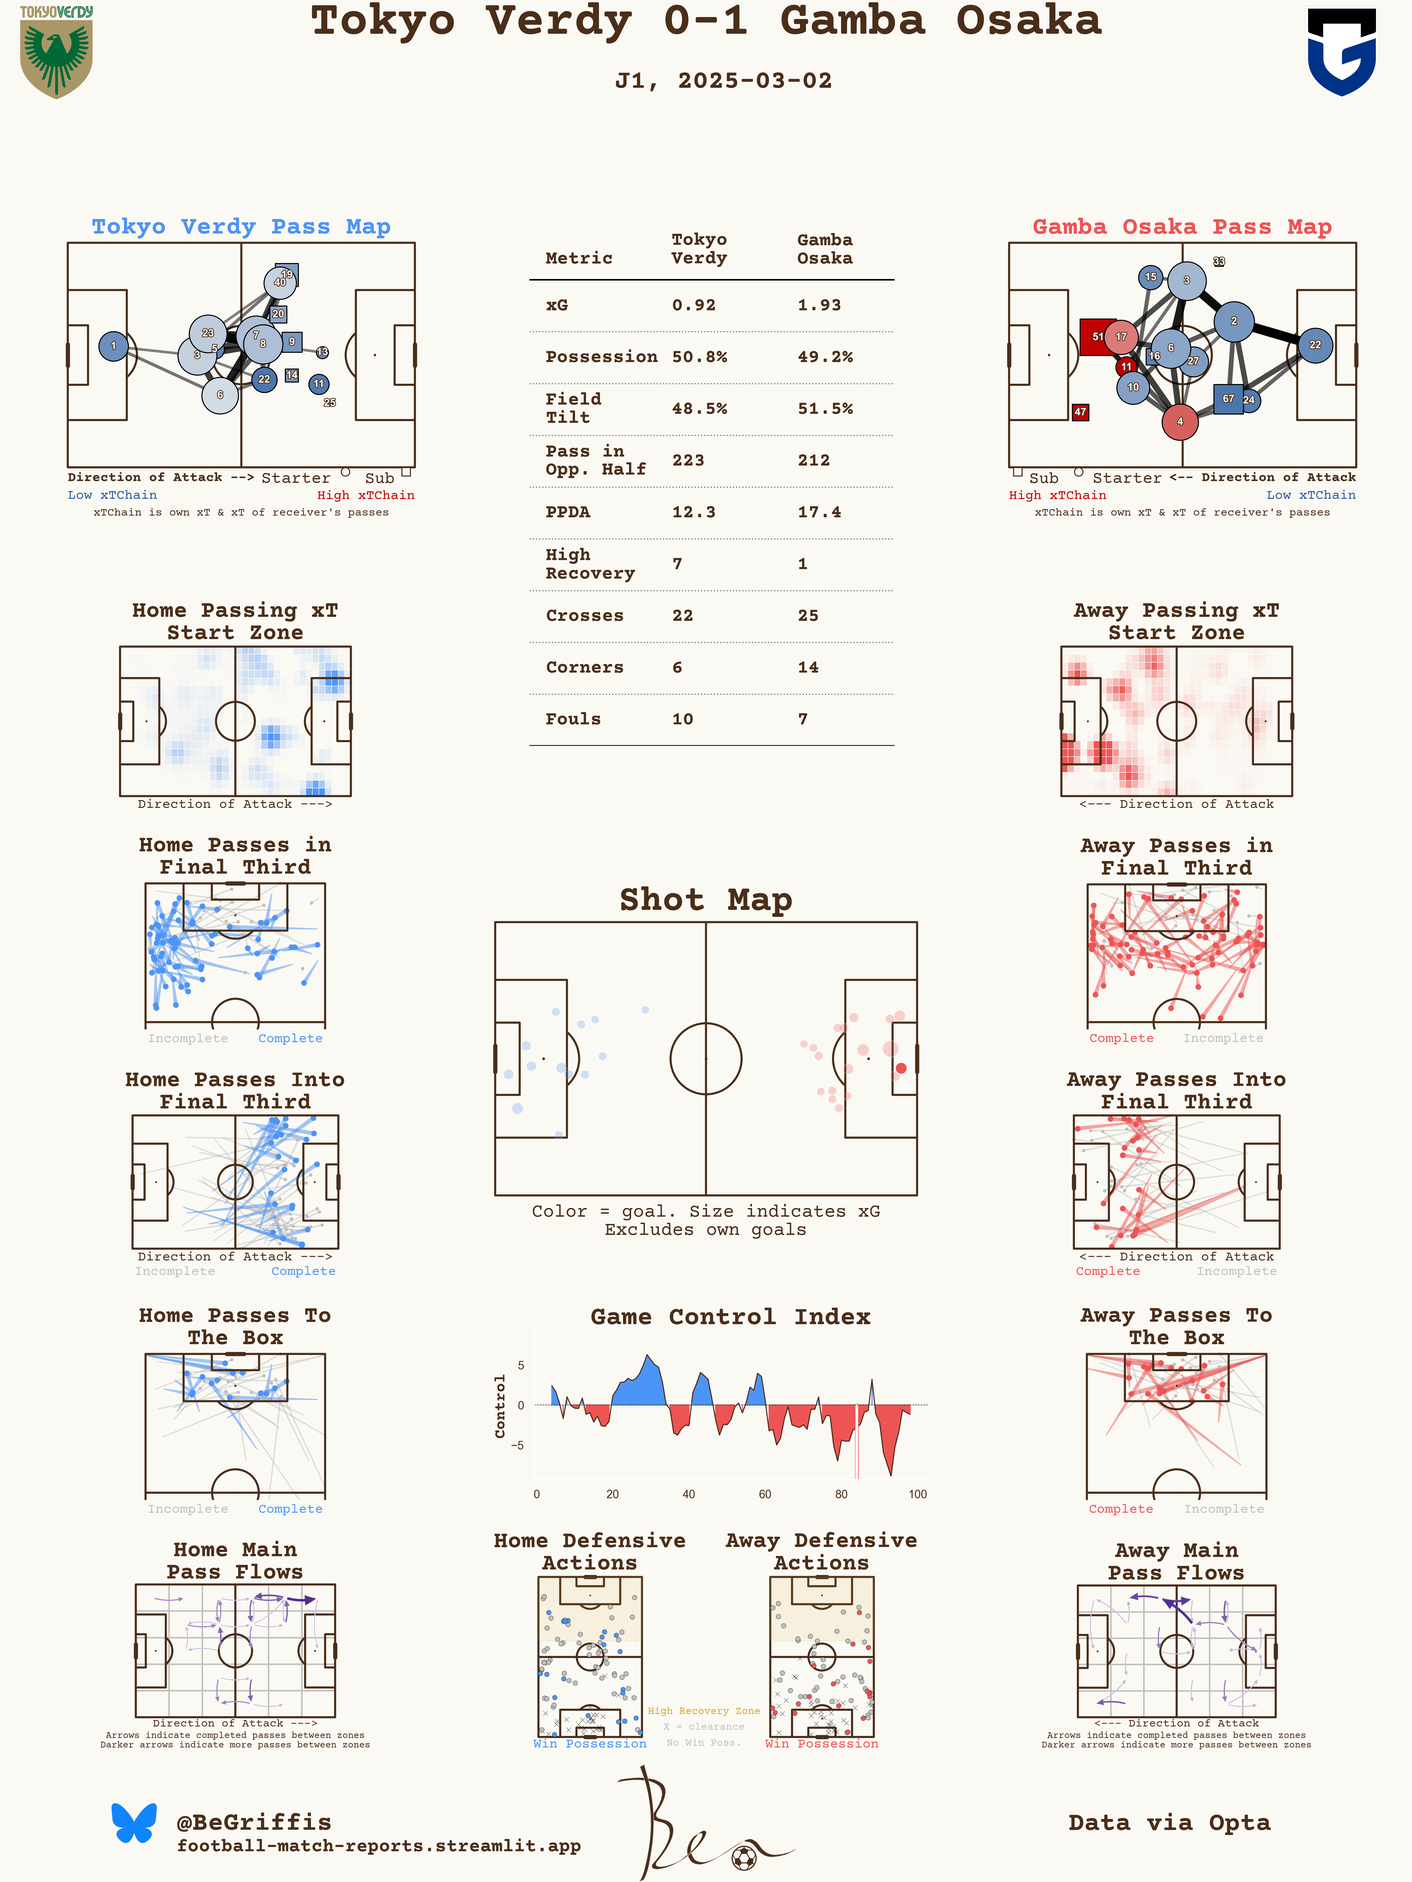 TOKYOVERDY
Tokyo Verdy 0-1 Gamba Osaka
J1, 2025-03-02
Tokyo Verdy Pass Map
19
40
20
23
7
1
5
8
9
3
13
22
14
11
6
25
Direction of Attack --> Starter Sub
Low xTChain High xTChain
xTChain is own xT & xT of receiver's passes
Metric Tokyo Verdy Gamba Osaka
xG 0.92 1.93
Possession 50.8% 49.2%
Field Tilt 48.5% 51.5%
Pass in Opp. Half 223 212
PPDA 12.3 17.4
High Recovery 7 1
Crosses 22 25
Corners 6 14
Fouls 10 7
Gamba Osaka Pass Map
33
15
3
2
51
17
6
22
16
27
11
10
67
24
47
4
Sub Starter <-- Direction of Attack
High xTChain Low xTChain
xTChain is own xT & xT of receiver's passes
Home Passing xT
Start Zone
Direction of Attack --->
Away Passing xT
Start Zone
<--- Direction of Attack
Home Passes in
Final Third
Incomplete Complete
Away Passes in
Final Third
Complete Incomplete
Shot Map
Color = goal. Size indicates xG
Excludes own goals
Home Passes Into
Final Third
Direction of Attack --->
Incomplete Complete
Away Passes Into
Final Third
<--- Direction of Attack
Complete Incomplete
Home Passes To
The Box
Incomplete Complete
Game Control Index
Control
5
0
−5
0 20 40 60 80 100
Away Passes To
The Box
Complete Incomplete
Home Main
Pass Flows
Direction of Attack --->
Arrows indicate completed passes between zones
Darker arrows indicate more passes between zones
Home Defensive
Actions
Win Possession
High Recovery Zone
X = clearance
No Win Poss.
Away Defensive
Actions
Win Possession
Away Main
Pass Flows
<--- Direction of Attack
Arrows indicate completed passes between zones
Darker arrows indicate more passes between zones
@BeGriffis
football-match-reports.streamlit.app
Ben
Data via Opta